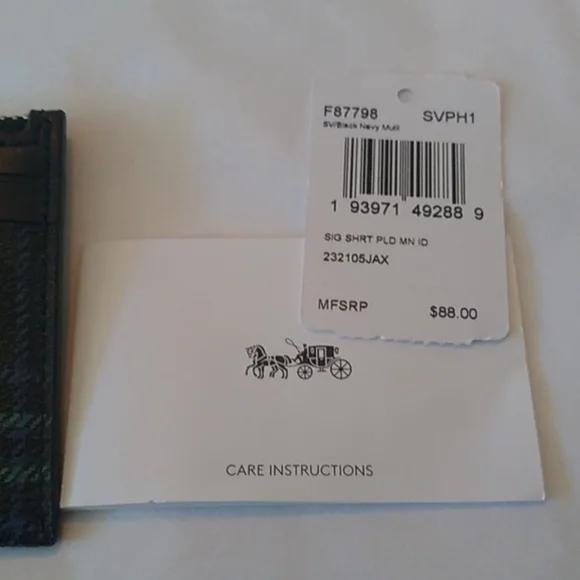 F87798 SVPH1
SV/Black Navy Multi
1 93971 49288 9
SIG SHRT PLD MN ID
232105JAX
MFSRP $88.00
CARE INSTRUCTIONS